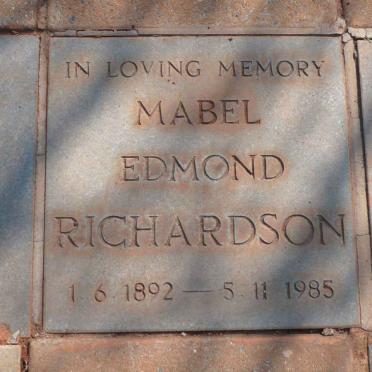 IN LOVING MEMORY
MABEL
EDMOND
RICHARDSON
1 6 1892 — 5 11 1985